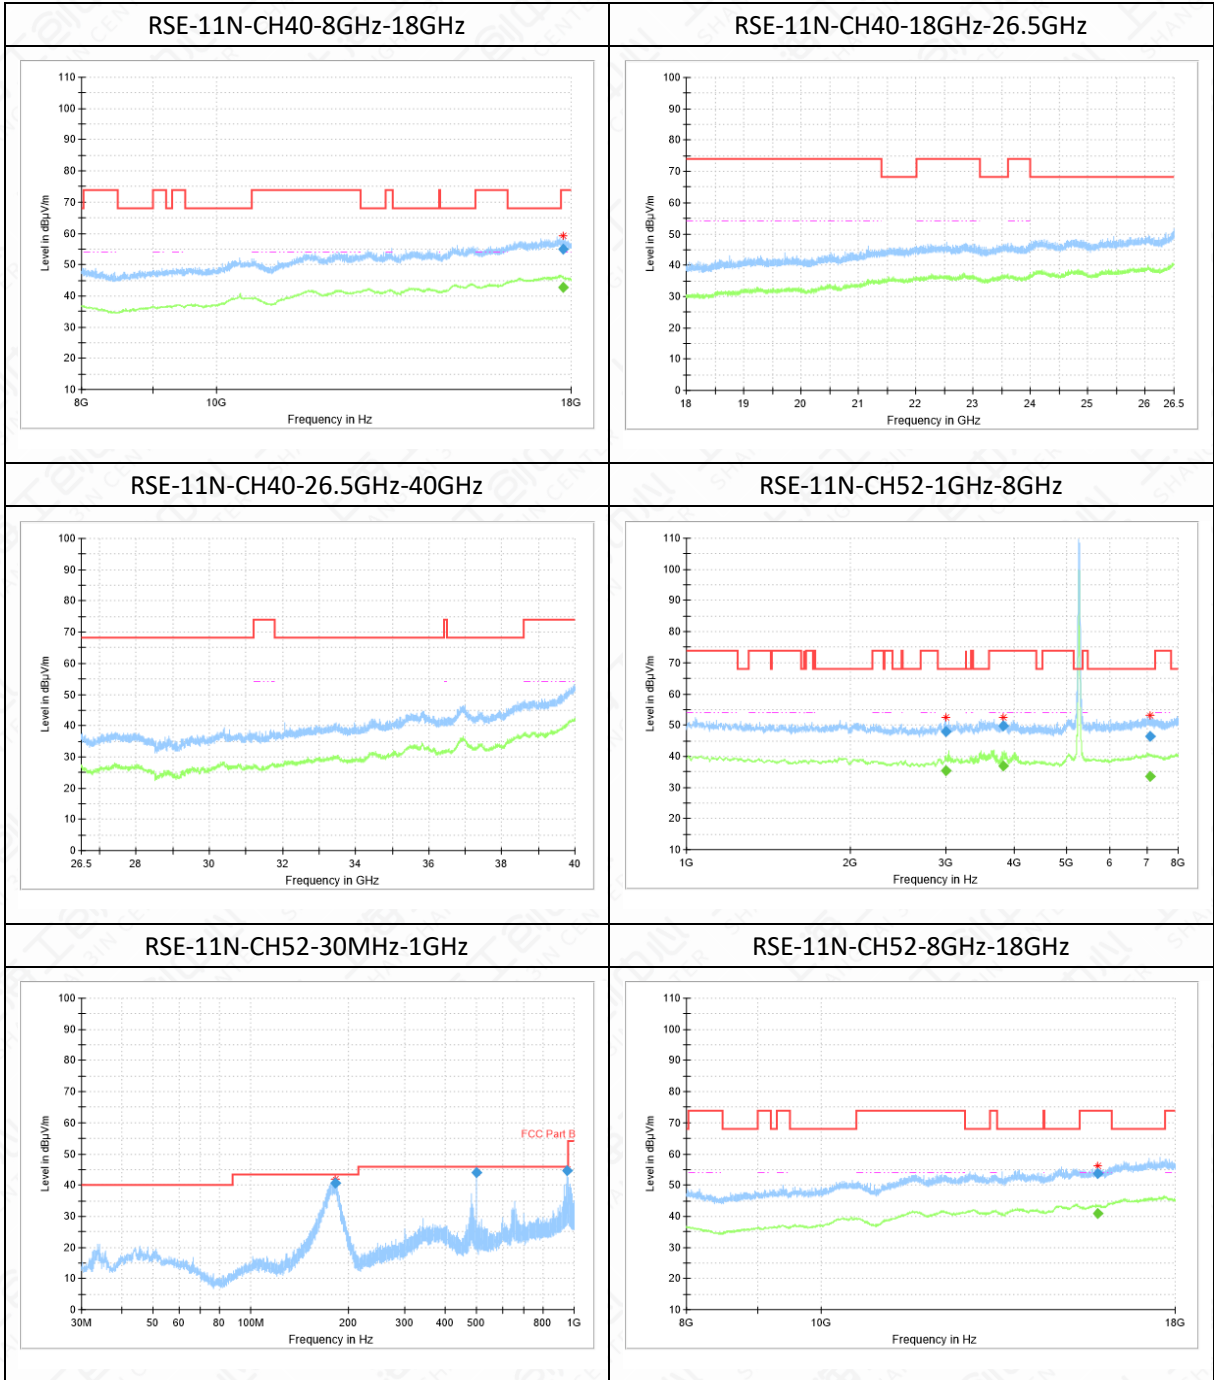 RSE-11N-CH40-8GHz-18GHz
RSE-11N-CH40-18GHz-26.5GHz
110
100
90
80
70
60
50
40
30
20
10
Level in dBµV/m
8G 10G 18G
Frequency in Hz
100
90
80
70
60
50
40
30
20
10
0
Level in dBµV/m
18 19 20 21 22 23 24 25 26 26.5
Frequency in GHz
RSE-11N-CH40-26.5GHz-40GHz
RSE-11N-CH52-1GHz-8GHz
100
90
80
70
60
50
40
30
20
10
0
Level in dBµV/m
26.5 28 30 32 34 36 38 40
Frequency in GHz
110
100
90
80
70
60
50
40
30
20
10
Level in dBµV/m
1G 2G 3G 4G 5G 6 7 8G
Frequency in Hz
RSE-11N-CH52-30MHz-1GHz
RSE-11N-CH52-8GHz-18GHz
100
90
80
70
60
50
40
30
20
10
0
Level in dBµV/m
FCC Part B
30M 50 60 80 100M 200 300 400 500 800 1G
Frequency in Hz
110
100
90
80
70
60
50
40
30
20
10
Level in dBµV/m
8G 10G 18G
Frequency in Hz